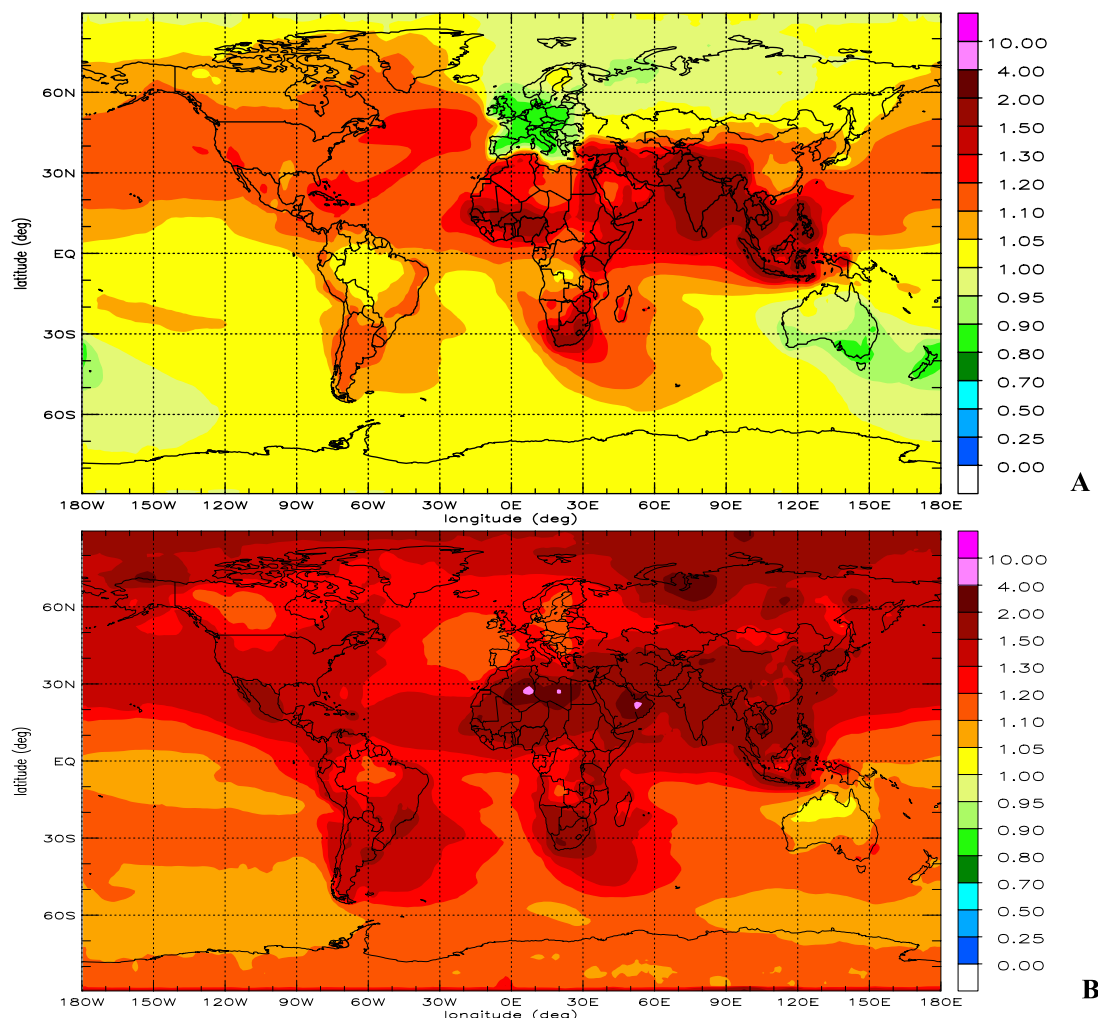 10.00
4.00
2.00
1.50
1.30
1.20
1.10
1.05
1.00
0.95
0.90
0.80
0.70
0.50
0.25
0.00
60N
30N
EQ
30S
60S
latitude (deg)
180W 150W 120W 90W 60W 30W 0E 30E 60E 90E 120E 150E 180E
longitude (deg)
A
10.00
4.00
2.00
1.50
1.30
1.20
1.10
1.05
1.00
0.95
0.90
0.80
0.70
0.50
0.25
0.00
60N
30N
EQ
30S
60S
latitude (deg)
180W 150W 120W 90W 60W 30W 0E 30E 60E 90E 120E 150E 180E
longitude (deg)
B